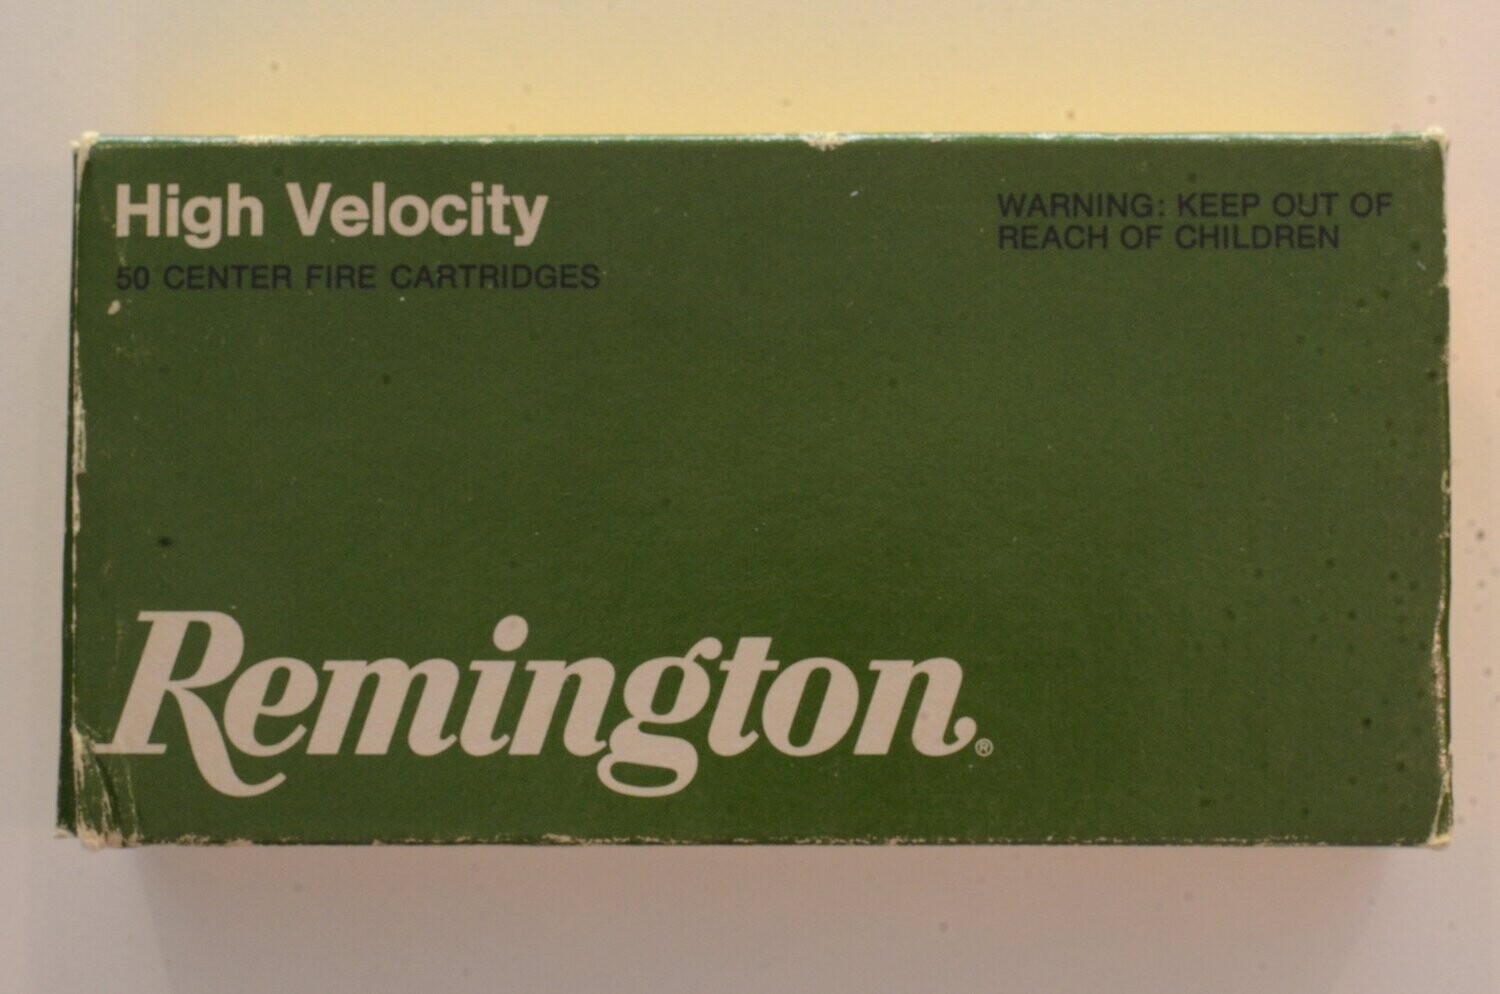 High Velocity
50 CENTER FIRE CARTRIDGES
WARNING: KEEP OUT OF
REACH OF CHILDREN
Remington®